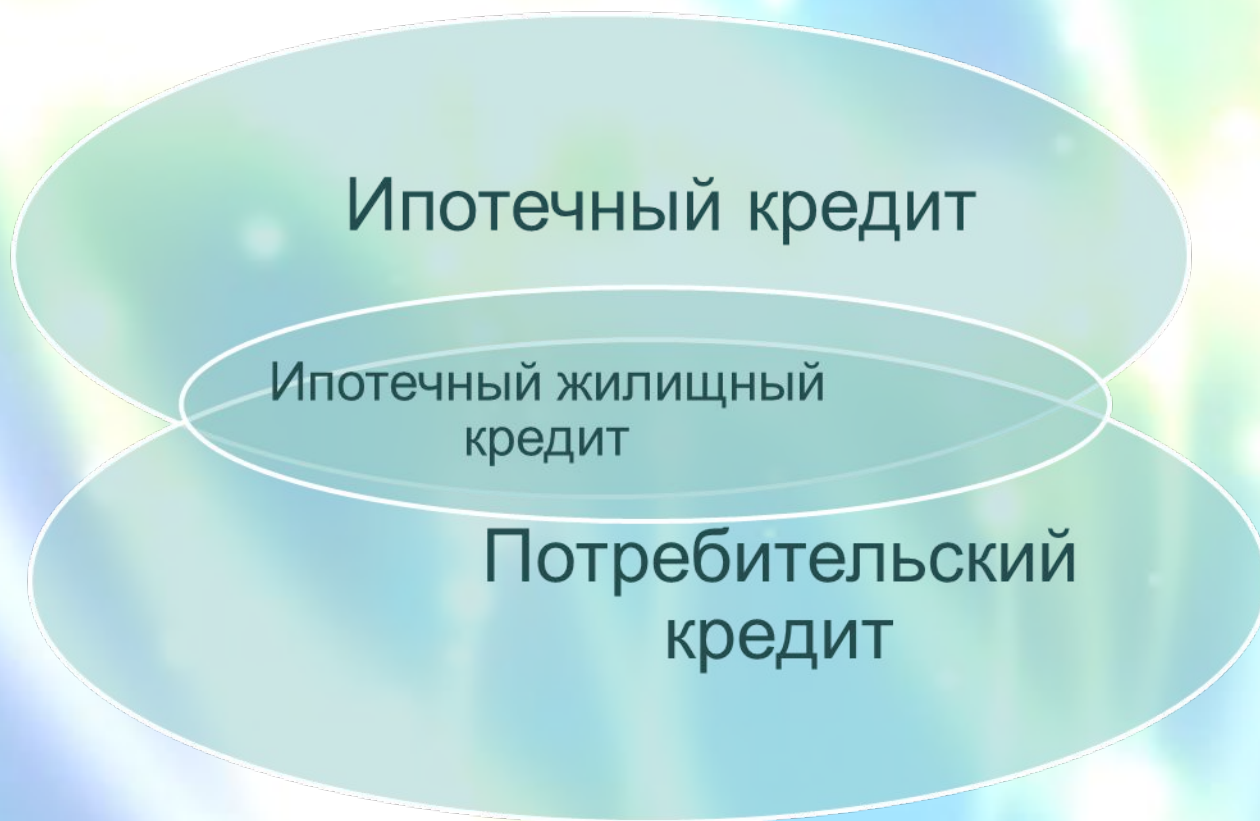 Ипотечный кредит
Ипотечный жилищный
кредит
Потребительский
кредит